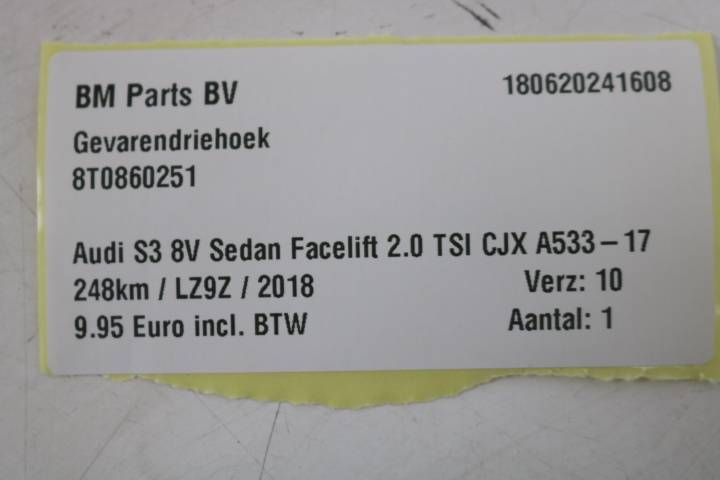 BM Parts BV 180620241608
Gevarendriehoek
8T0860251
Audi S3 8V Sedan Facelift 2.0 TSI CJX A533-17
248km / LZ9Z / 2018 Verz: 10
9.95 Euro incl. BTW Aantal: 1